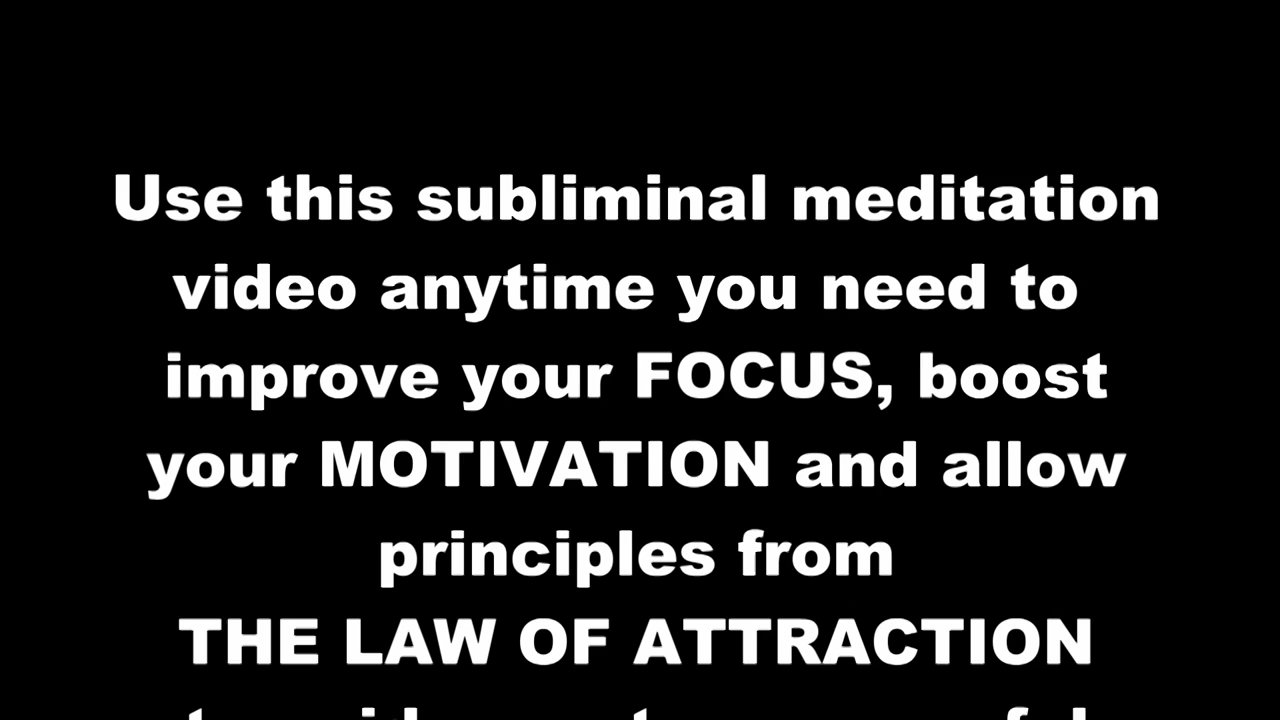 Use this subliminal meditation
video anytime you need to
improve your FOCUS, boost
your MOTIVATION and allow
principles from
THE LAW OF ATTRACTION